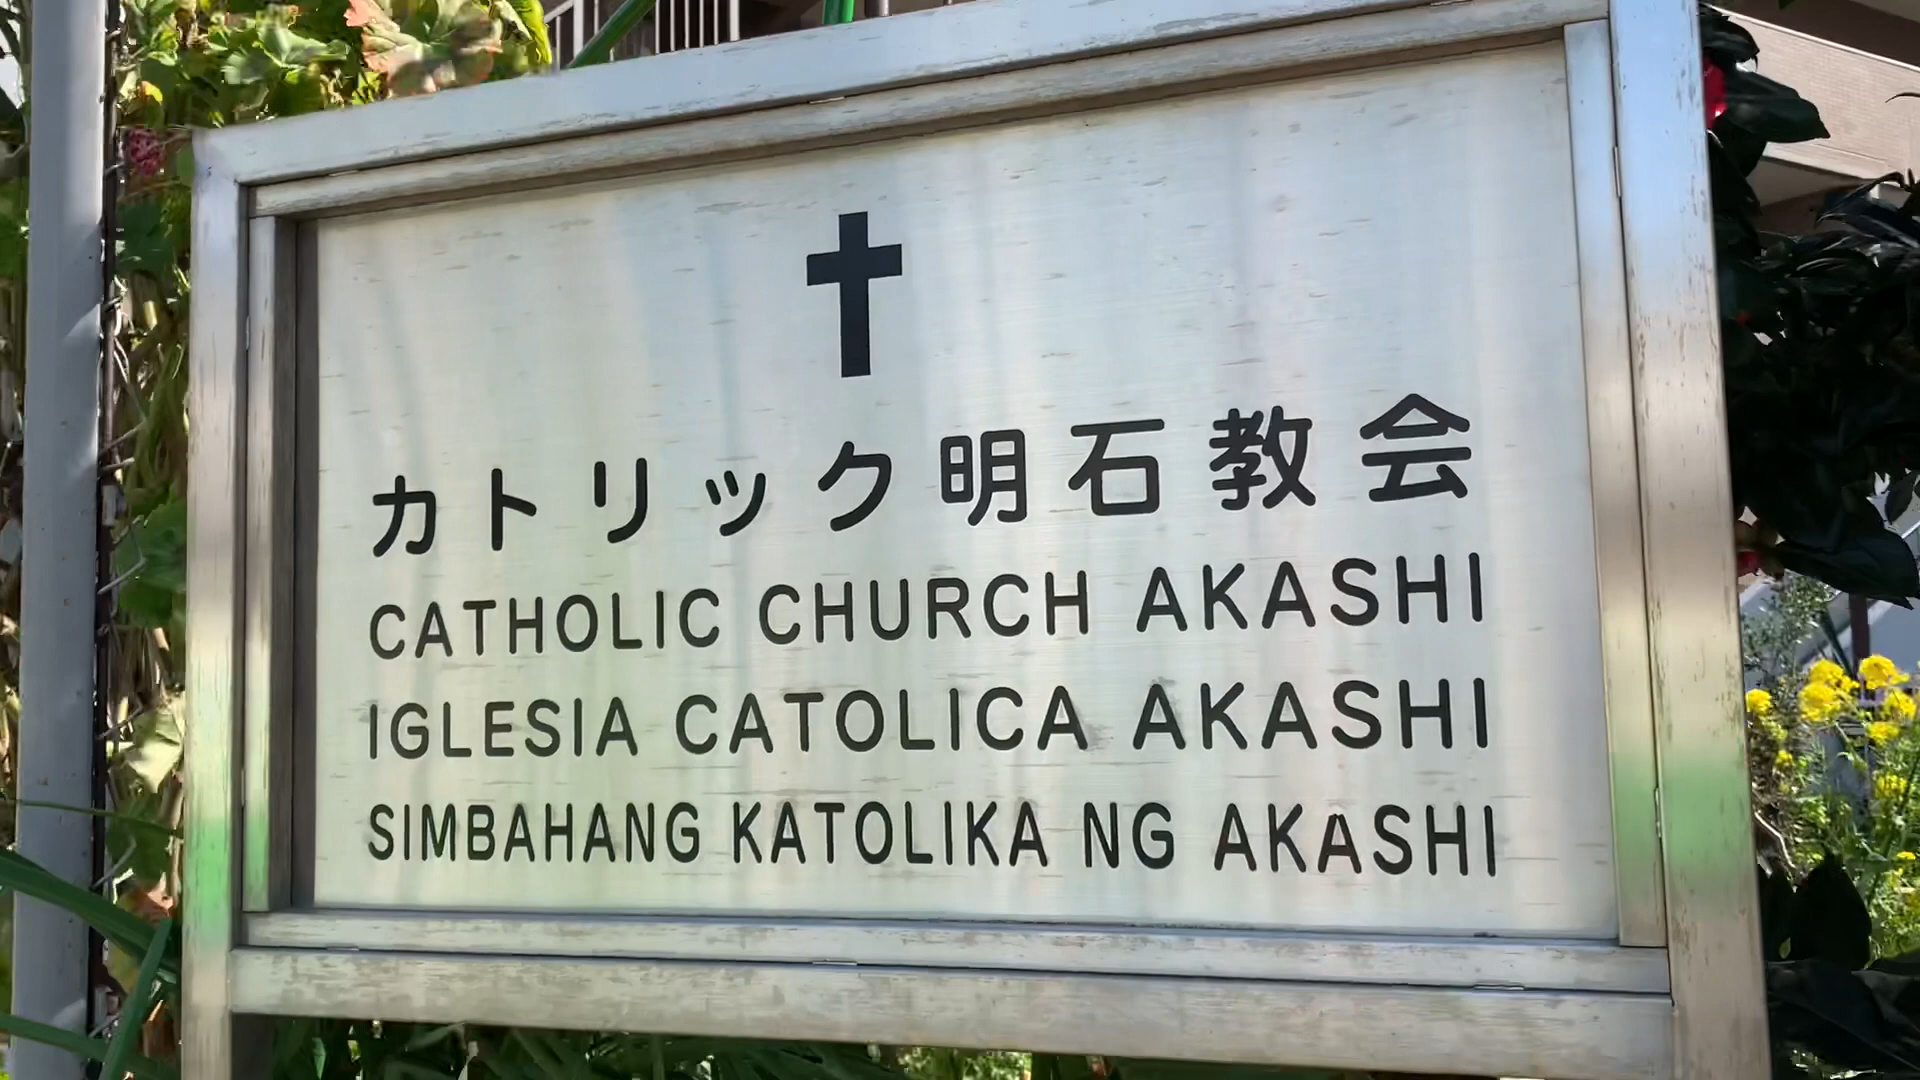 カトリック明石教会
CATHOLIC CHURCH AKASHI
IGLESIA CATOLICA AKASHI
SIMBAHANG KATOLIKA NG AKASHI